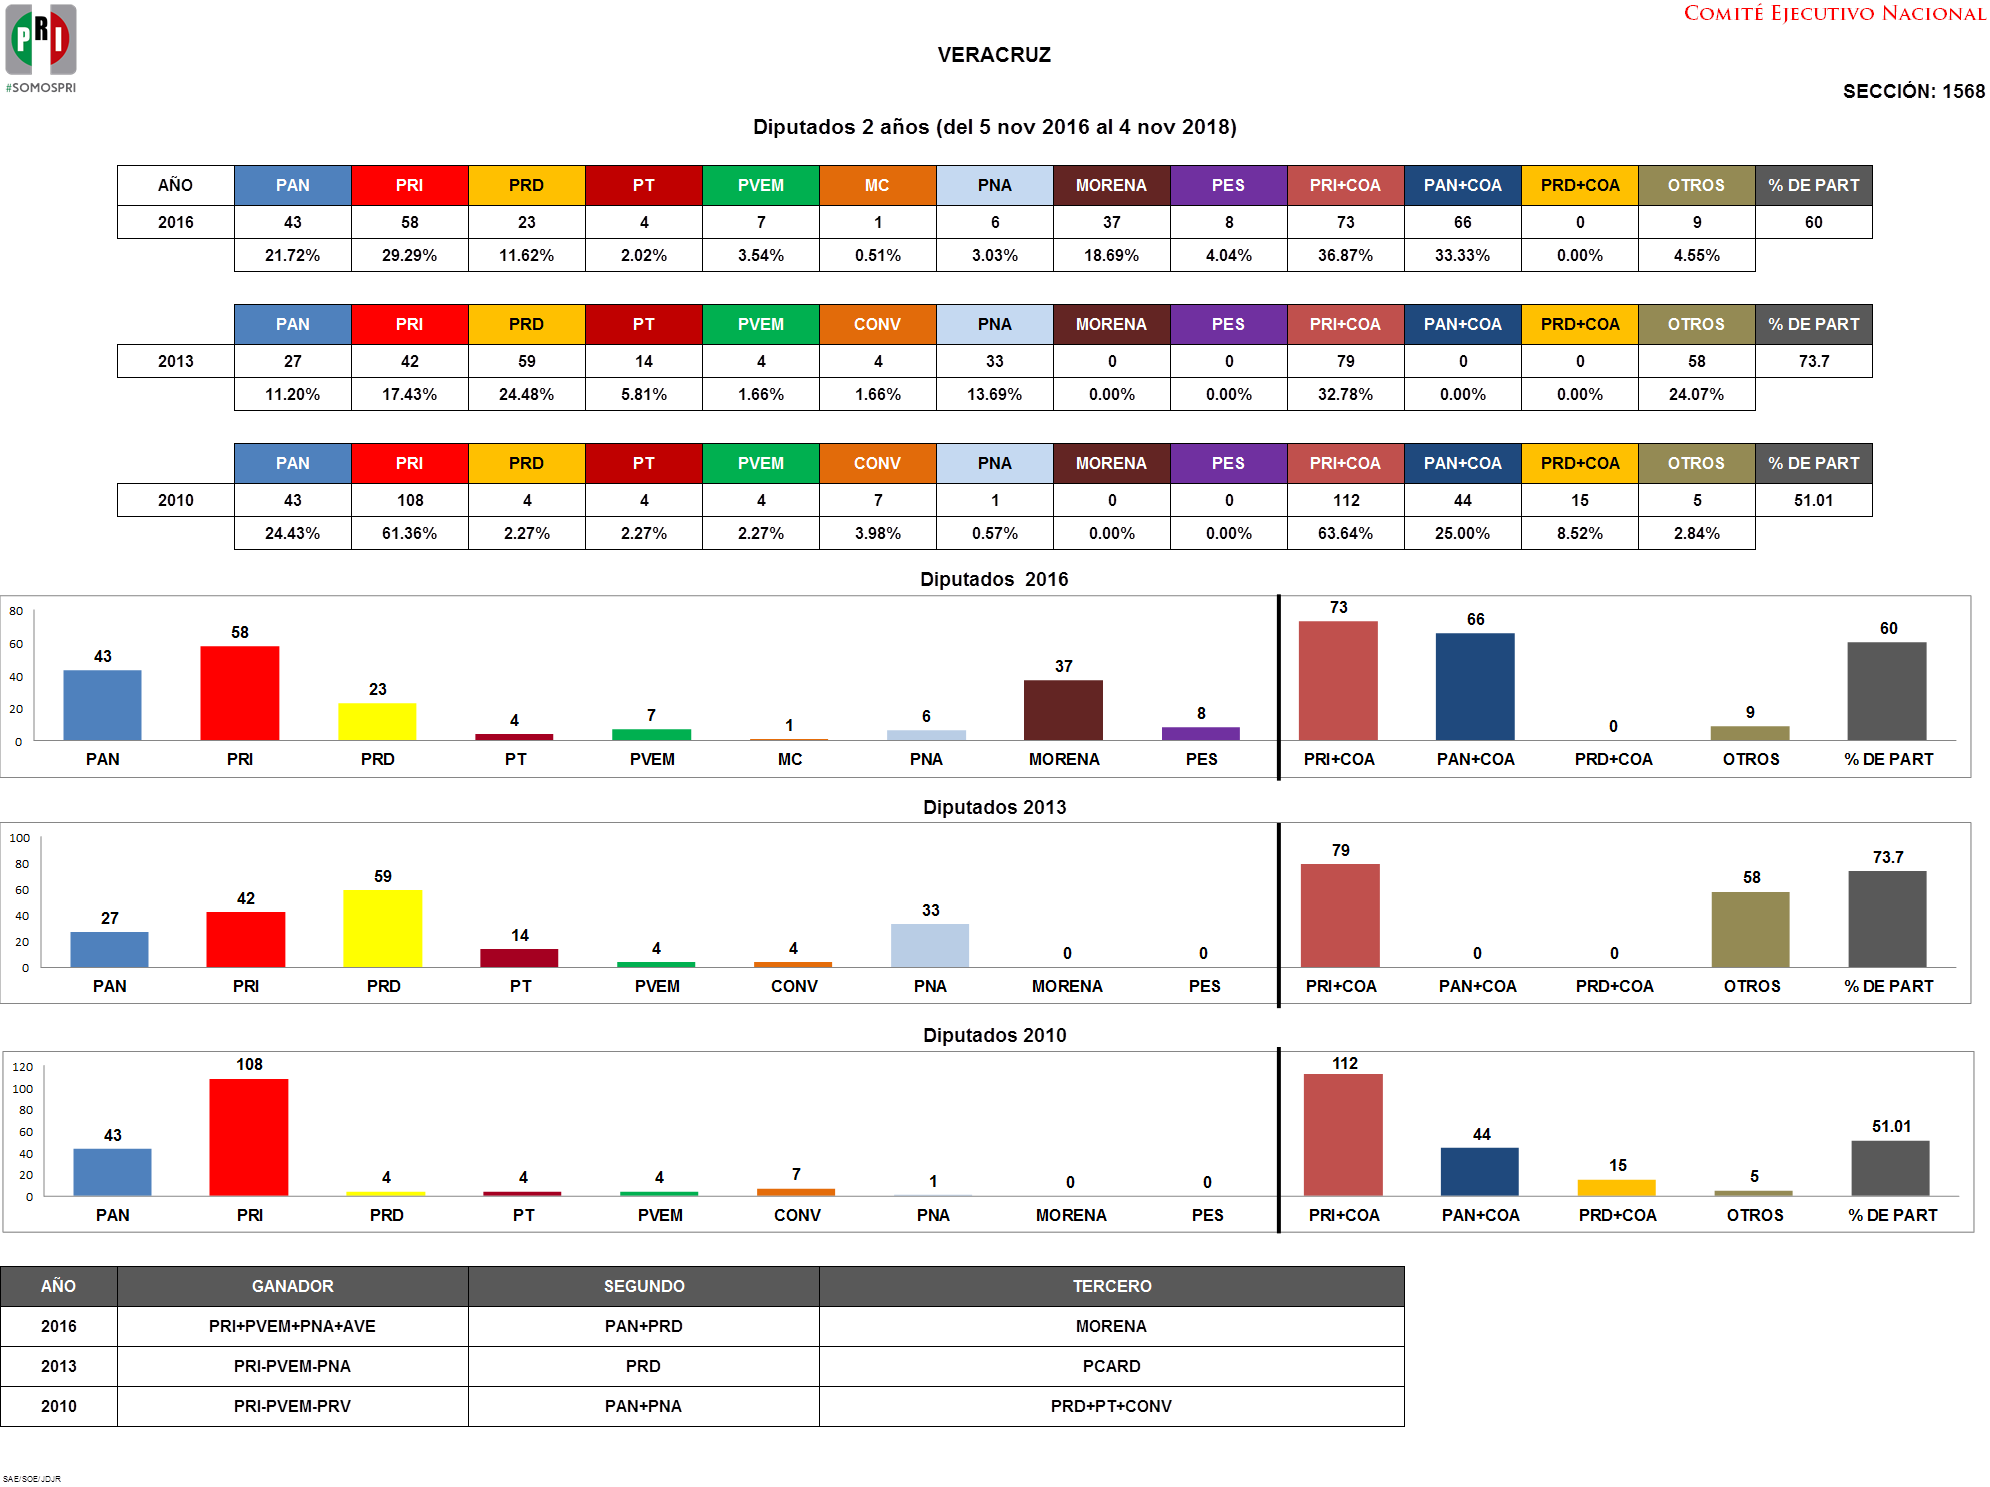 PRI
#SOMOSPRI
COMITÉ EJECUTIVO NACIONAL
VERACRUZ
SECCIÓN: 1568
Diputados 2 años (del 5 nov 2016 al 4 nov 2018)
AÑO PAN PRI PRD PT PVEM MC PNA MORENA PES PRI+COA PAN+COA PRD+COA OTROS % DE PART
2016 43 58 23 4 7 1 6 37 8 73 66 0 9 60
21.72% 29.29% 11.62% 2.02% 3.54% 0.51% 3.03% 18.69% 4.04% 36.87% 33.33% 0.00% 4.55%
PAN PRI PRD PT PVEM CONV PNA MORENA PES PRI+COA PAN+COA PRD+COA OTROS % DE PART
2013 27 42 59 14 4 4 33 0 0 79 0 0 58 73.7
11.20% 17.43% 24.48% 5.81% 1.66% 1.66% 13.69% 0.00% 0.00% 32.78% 0.00% 0.00% 24.07%
PAN PRI PRD PT PVEM CONV PNA MORENA PES PRI+COA PAN+COA PRD+COA OTROS % DE PART
2010 43 108 4 4 4 7 1 0 0 112 44 15 5 51.01
24.43% 61.36% 2.27% 2.27% 2.27% 3.98% 0.57% 0.00% 0.00% 63.64% 25.00% 8.52% 2.84%
Diputados 2016
80
60
40
20
0
43 58 23 4 7 1 6 37 8 73 66 0 9 60
PAN PRI PRD PT PVEM MC PNA MORENA PES PRI+COA PAN+COA PRD+COA OTROS % DE PART
Diputados 2013
100
80
60
40
20
0
27 42 59 14 4 4 33 0 0 79 0 0 58 73.7
PAN PRI PRD PT PVEM CONV PNA MORENA PES PRI+COA PAN+COA PRD+COA OTROS % DE PART
Diputados 2010
120
100
80
60
40
20
0
43 108 4 4 4 7 1 0 0 112 44 15 5 51.01
PAN PRI PRD PT PVEM CONV PNA MORENA PES PRI+COA PAN+COA PRD+COA OTROS % DE PART
AÑO GANADOR SEGUNDO TERCERO
2016 PRI+PVEM+PNA+AVE PAN+PRD MORENA
2013 PRI-PVEM-PNA PRD PCARD
2010 PRI-PVEM-PRV PAN+PNA PRD+PT+CONV
SAE/SOE/JDJR